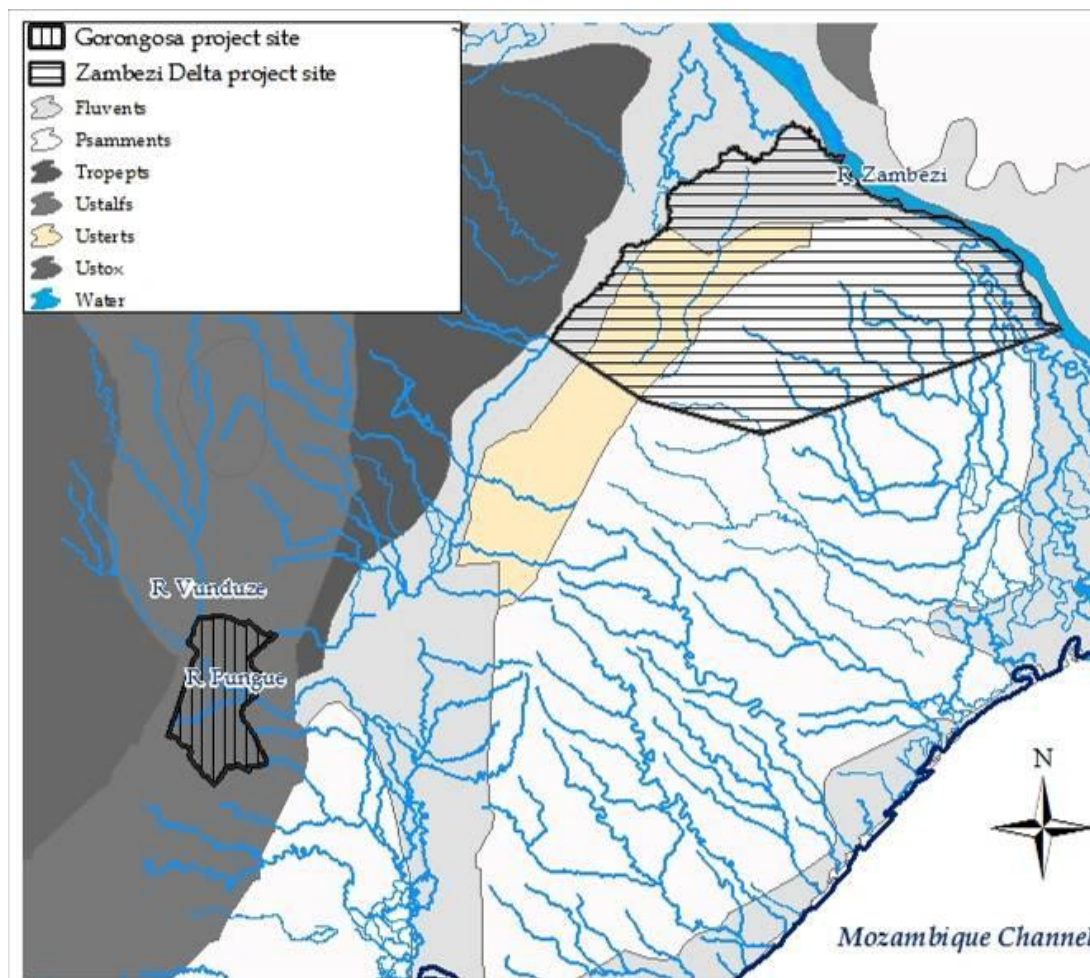 Gorongosa project site
Zambezi Delta project site
Fluvents
Psamments
Tropepts
Ustalfs
Usterts
Ustox
Water
R. Zambezi
R. Vunduze
R. Pungue
N
Mozambique Channel